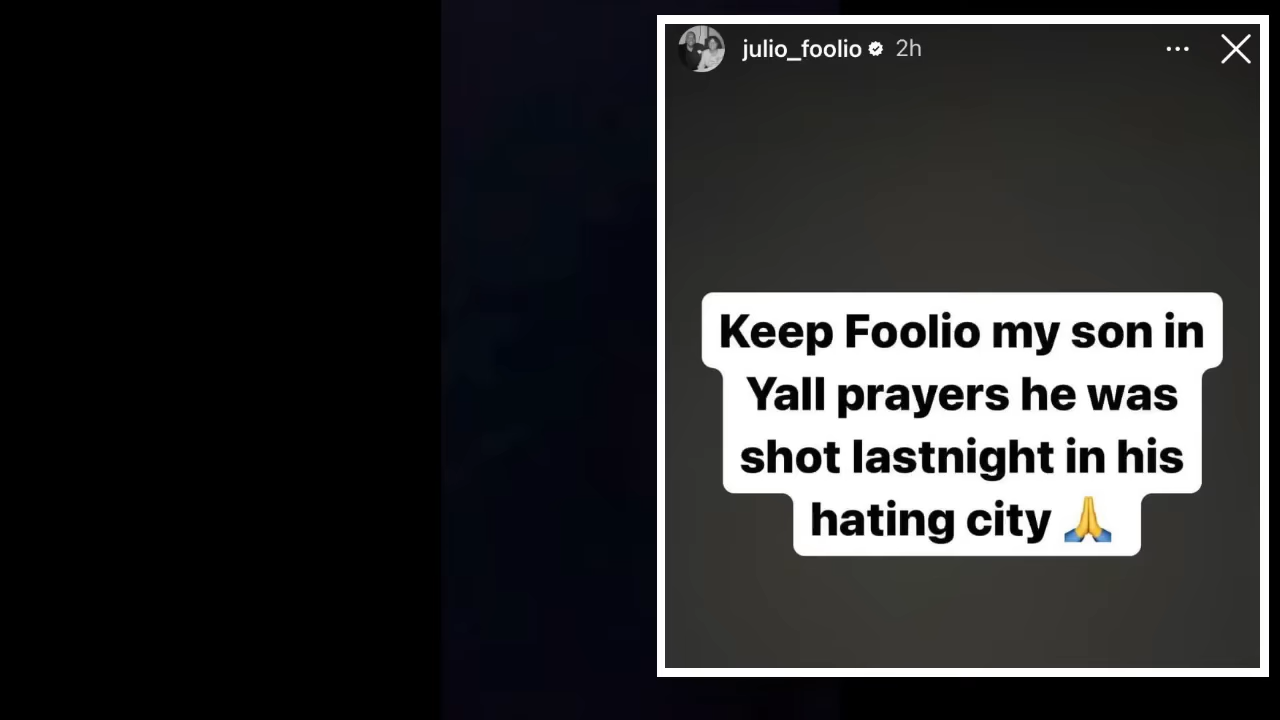 julio_foolio 2h
Keep Foolio my son in
Yall prayers he was
shot lastnight in his
hating city 🙏